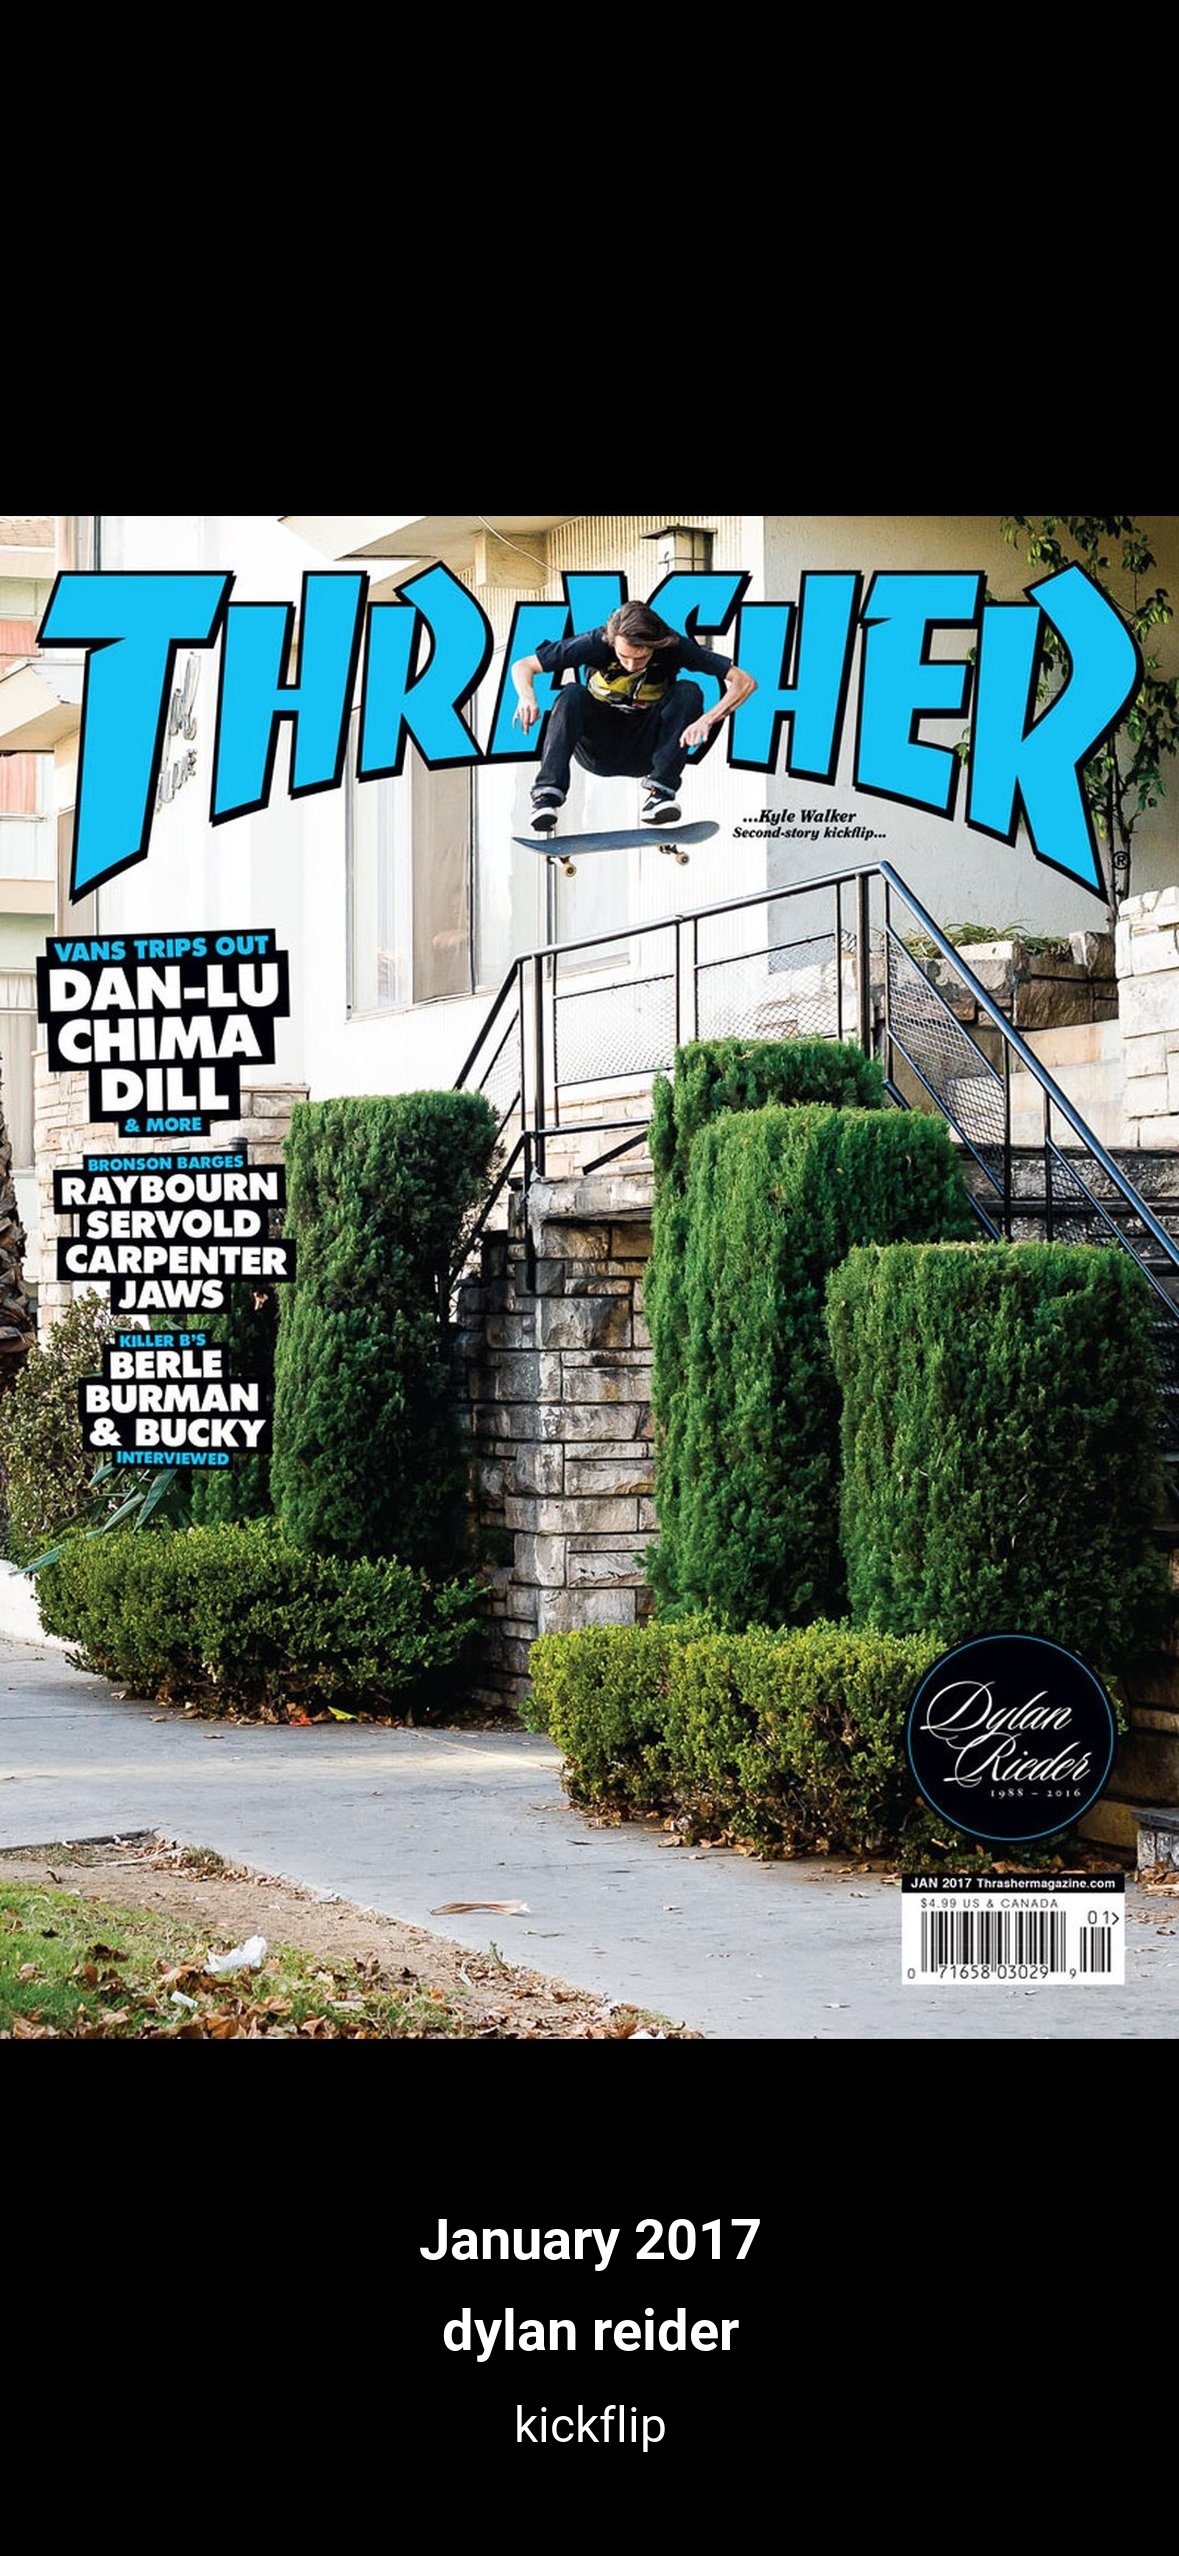 THRASHER
®
...Kyle Walker
Second-story kickflip...
VANS TRIPS OUT
DAN-LU
CHIMA
DILL
& MORE
BRONSON BARGES
RAYBOURN
SERVOLD
CARPENTER
JAWS
KILLER B'S
BERLE
BURMAN
& BUCKY
INTERVIEWED
Dylan
Rieder
1988 – 2016
JAN 2017 Thrashermagazine.com
$4.99 US & CANADA
01>
0 71658 03029 9
January 2017
dylan reider
kickflip